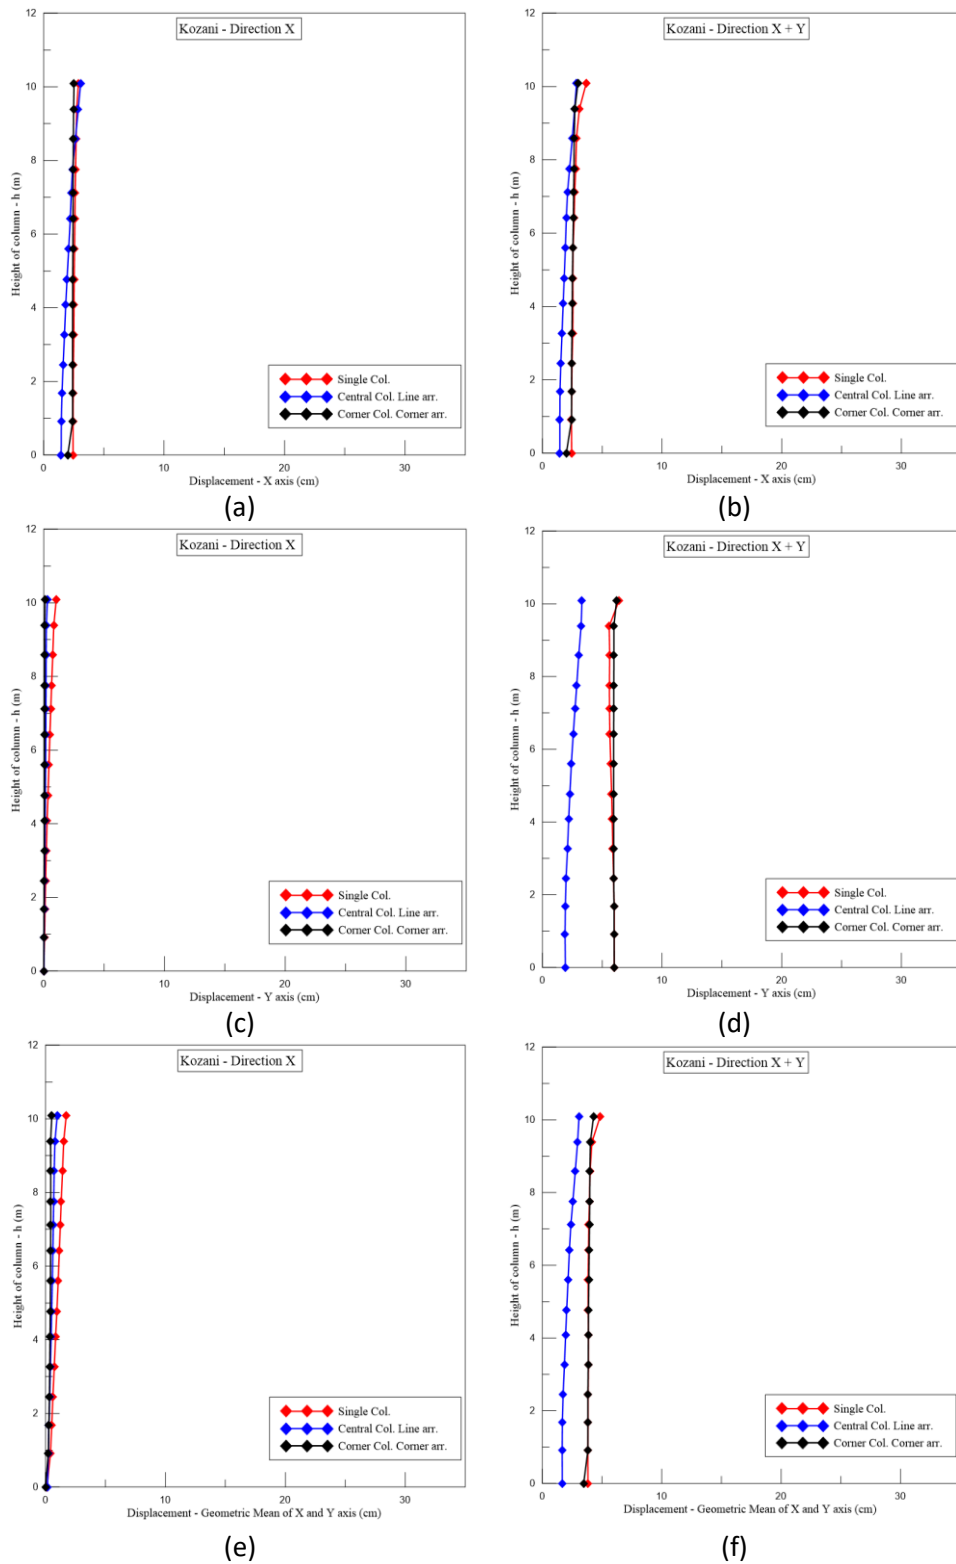 12
Kozani - Direction X
10
8
6
4
2
0
Height of column - h (m)
Single Col.
Central Col. Line arr.
Corner Col. Corner arr.
0 10 20 30
Displacement - X axis (cm)
(a)
12
Kozani - Direction X + Y
10
8
6
4
2
0
Height of column - h (m)
Single Col.
Central Col. Line arr.
Corner Col. Corner arr.
0 10 20 30
Displacement - X axis (cm)
(b)
12
Kozani - Direction X
10
8
6
4
2
0
Height of column - h (m)
Single Col.
Central Col. Line arr.
Corner Col. Corner arr.
0 10 20 30
Displacement - Y axis (cm)
(c)
12
Kozani - Direction X + Y
10
8
6
4
2
0
Height of column - h (m)
Single Col.
Central Col. Line arr.
Corner Col. Corner arr.
0 10 20 30
Displacement - Y axis (cm)
(d)
12
Kozani - Direction X
10
8
6
4
2
0
Height of column - h (m)
Single Col.
Central Col. Line arr.
Corner Col. Corner arr.
0 10 20 30
Displacement - Geometric Mean of X and Y axis (cm)
(e)
12
Kozani - Direction X + Y
10
8
6
4
2
0
Height of column - h (m)
Single Col.
Central Col. Line arr.
Corner Col. Corner arr.
0 10 20 30
Displacement - Geometric Mean of X and Y axis (cm)
(f)